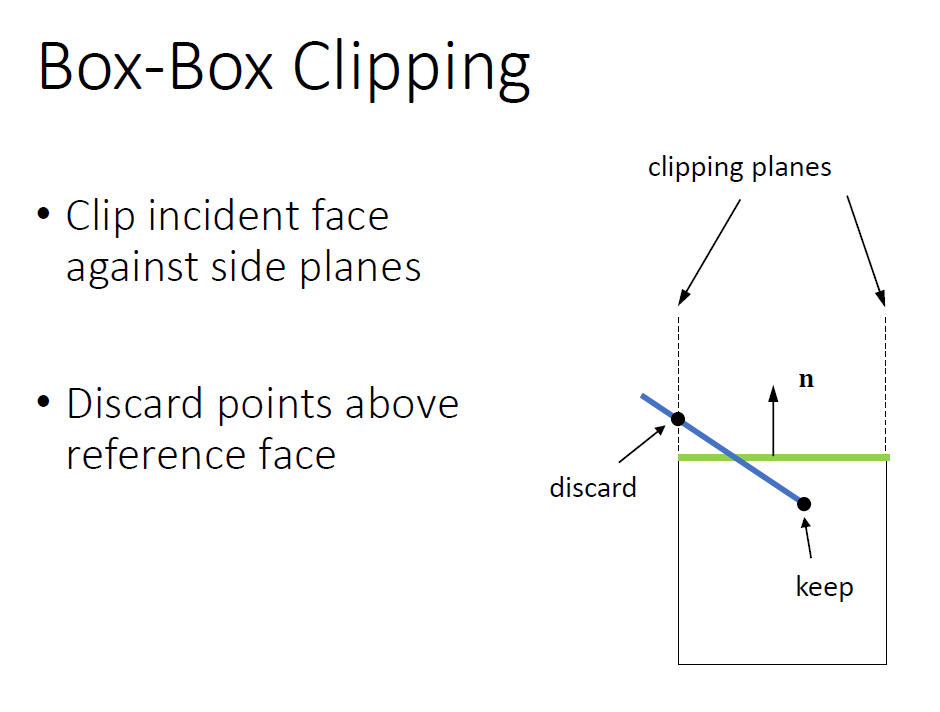 Box-Box Clipping
• Clip incident face
against side planes
• Discard points above
reference face
clipping planes
n
discard
keep